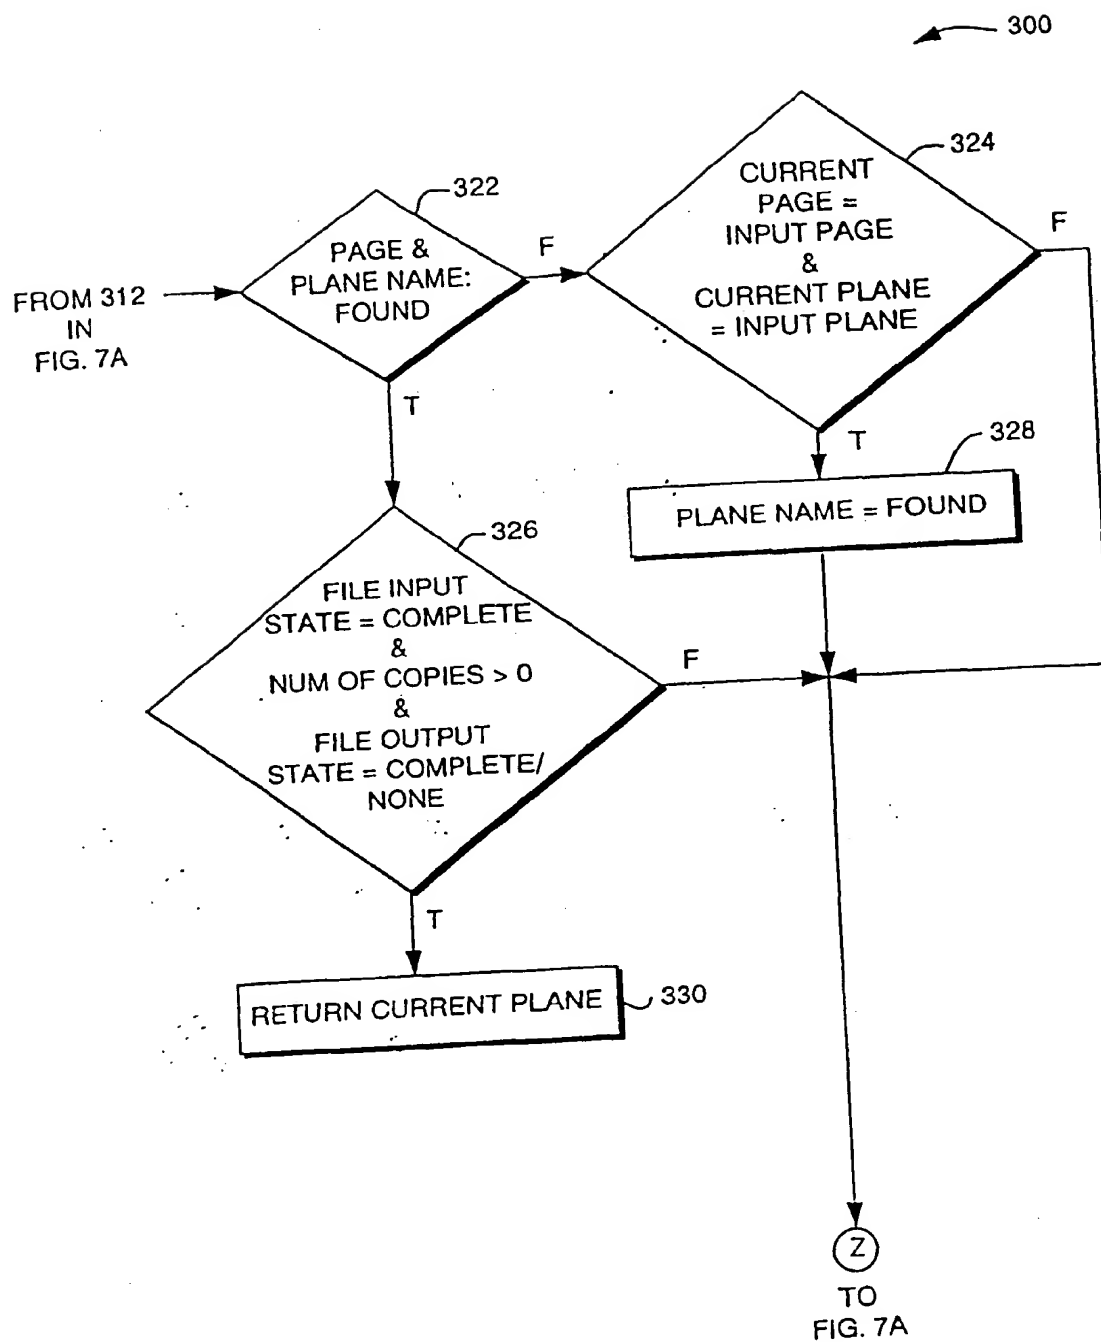 300
322
PAGE &
PLANE NAME:
FOUND
F
324
CURRENT
PAGE =
INPUT PAGE
&
CURRENT PLANE
= INPUT PLANE
F
FROM 312
IN
FIG. 7A
T
T
328
PLANE NAME = FOUND
326
FILE INPUT
STATE = COMPLETE
&
NUM OF COPIES > 0
&
FILE OUTPUT
STATE = COMPLETE/
NONE
F
T
RETURN CURRENT PLANE
330
Z
TO
FIG. 7A